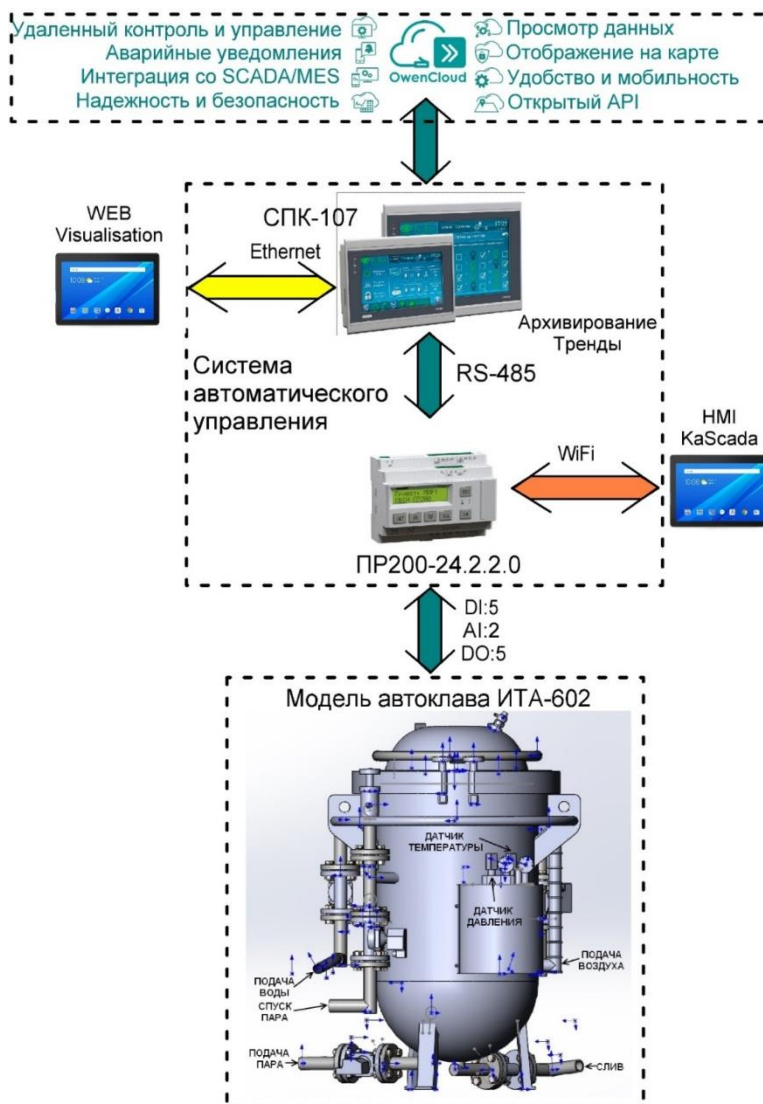 Удаленный контроль и управление
Аварийные уведомления
Интеграция со SCADA/MES
Надежность и безопасность
OwenCloud
Просмотр данных
Отображение на карте
Удобство и мобильность
Открытый API
WEB
Visualisation
СПК-107
Ethernet
Архивирование
Тренды
Система
автоматического
управления
RS-485
HMI
KaScada
WiFi
ПР200-24.2.2.0
DI:5
AI:2
DO:5
Модель автоклава ИТА-602
ДАТЧИК
ТЕМПЕРАТУРЫ
ДАТЧИК
ДАВЛЕНИЯ
ПОДАЧА
ВОЗДУХА
ПОДАЧА
ВОДЫ
СПУСК
ПАРА
ПОДАЧА
ПАРА
СЛИВ